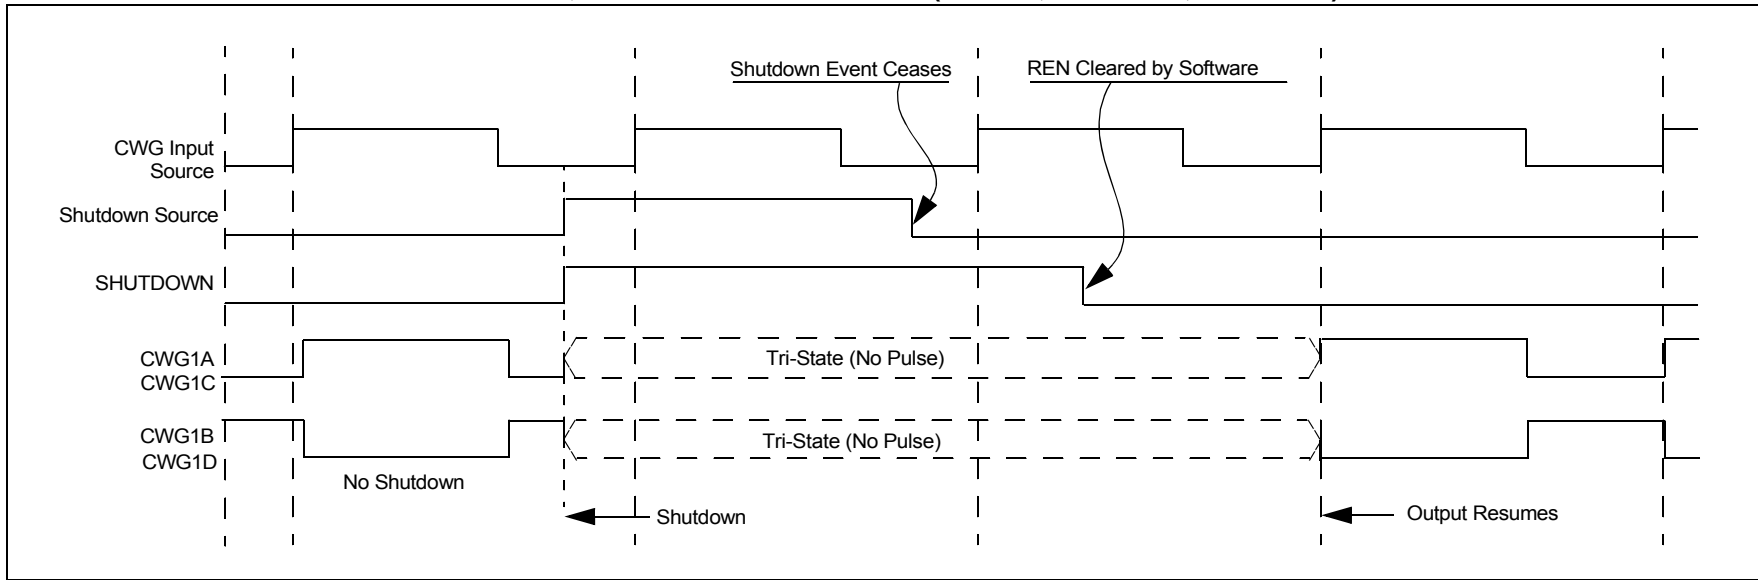 Shutdown Event Ceases
REN Cleared by Software
CWG Input
Source
Shutdown Source
SHUTDOWN
CWG1A
CWG1C
Tri-State (No Pulse)
CWG1B
CWG1D
Tri-State (No Pulse)
No Shutdown
Shutdown
Output Resumes